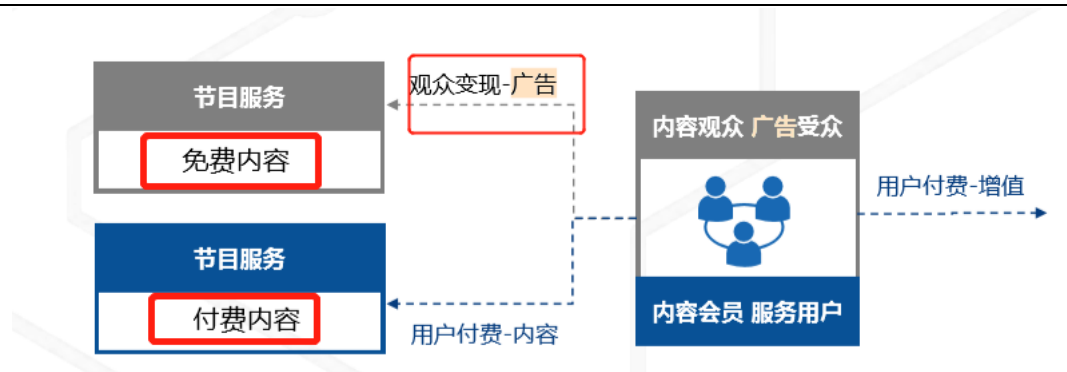 节目服务
免费内容
观众变现-广告
节目服务
付费内容
用户付费-内容
内容观众 广告受众
内容会员 服务用户
用户付费-增值